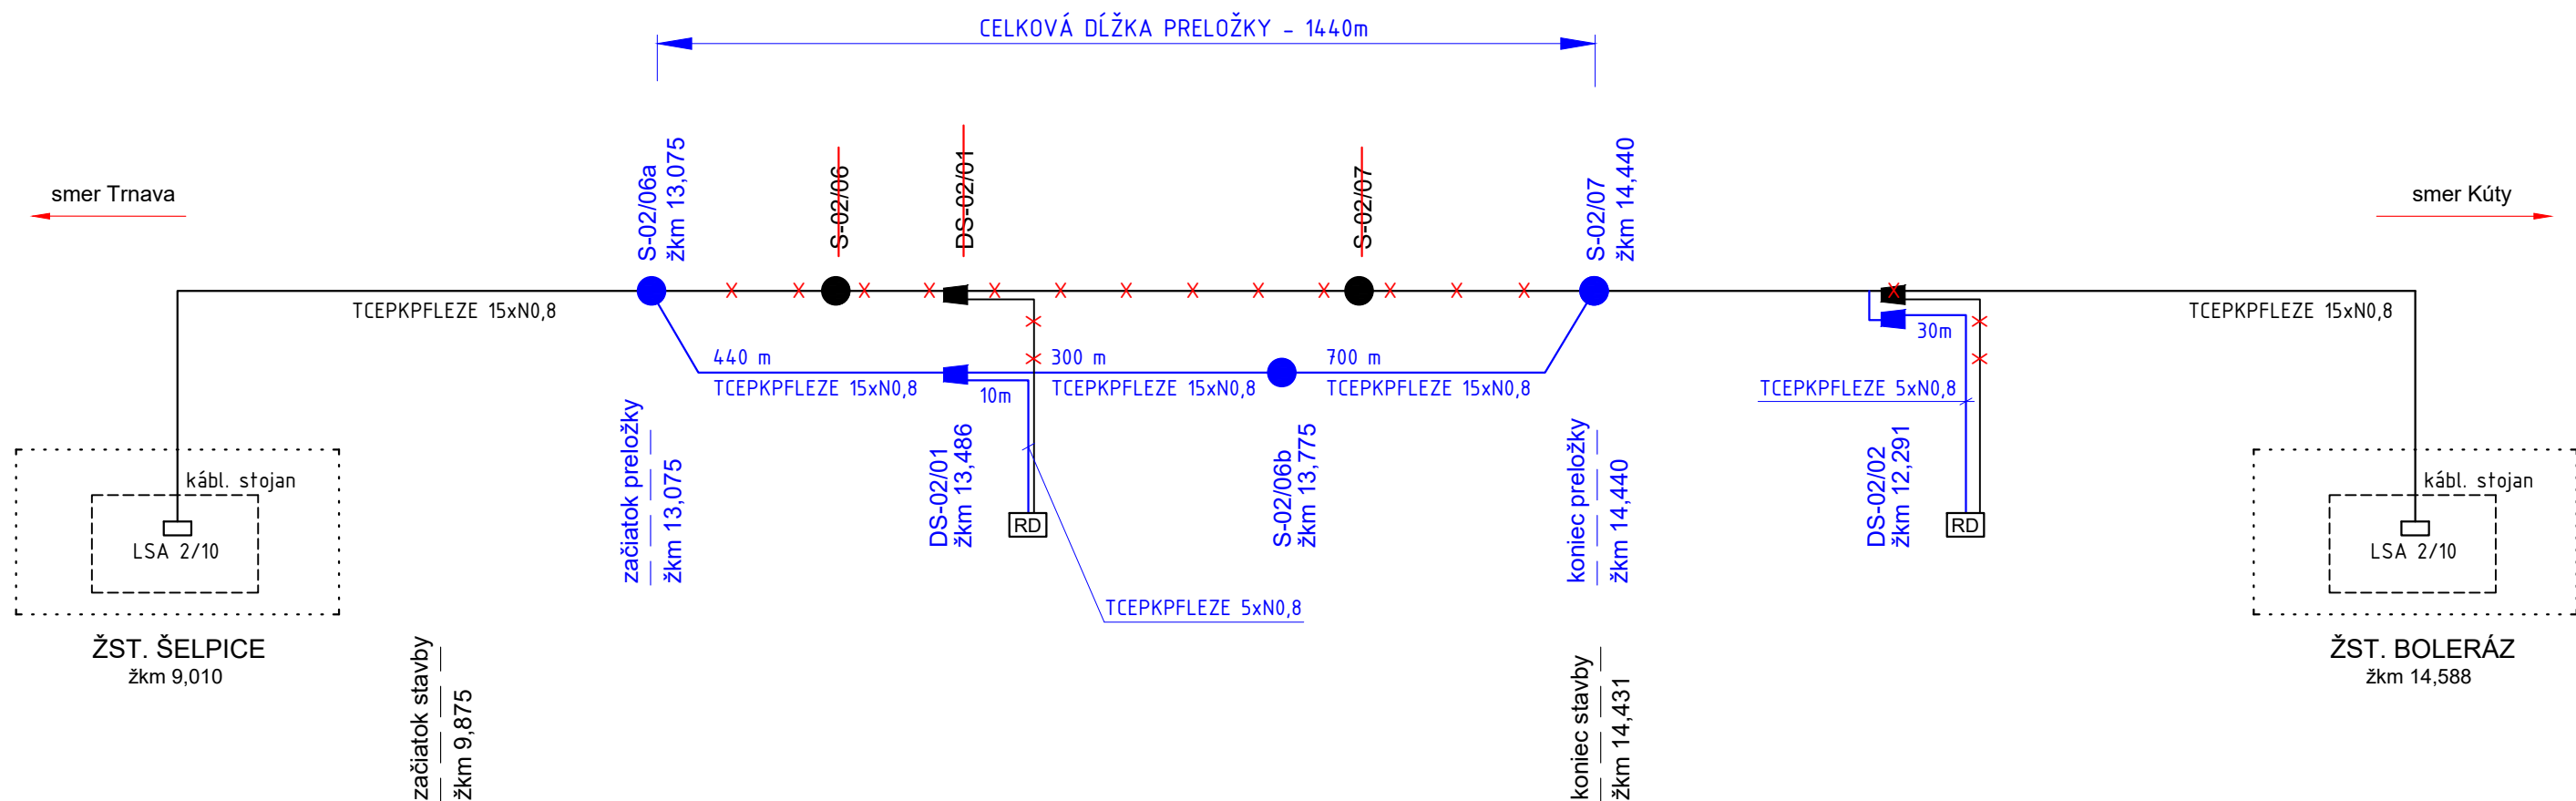 CELKOVÁ DĹŽKA PRELOŽKY - 1440m
smer Trnava
S-02/06a
žkm 13,075
S-02/06
DS-02/01
S-02/07
S-02/07
žkm 14,440
smer Kúty
TCEPKPFLEZE 15xN0,8
TCEPKPFLEZE 15xN0,8
440 m
TCEPKPFLEZE 15xN0,8
10m
300 m
TCEPKPFLEZE 15xN0,8
700 m
TCEPKPFLEZE 15xN0,8
30m
TCEPKPFLEZE 5xN0,8
začiatok preložky
žkm 13,075
DS-02/01
žkm 13,486
S-02/06b
žkm 13,775
koniec preložky
žkm 14,440
DS-02/02
žkm 12,291
kábl. stojan
LSA 2/10
RD
RD
kábl. stojan
LSA 2/10
TCEPKPFLEZE 5xN0,8
ŽST. ŠELPICE
žkm 9,010
ŽST. BOLERÁZ
žkm 14,588
začiatok stavby
žkm 9,875
koniec stavby
žkm 14,431